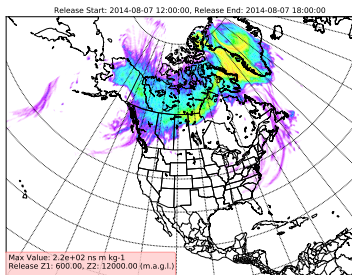 Release Start: 2014-08-07 12:00:00, Release End: 2014-08-07 18:00:00
Max Value: 2.2e+02 ns m kg-1
Release Z1: 600.00, Z2: 12000.00 (m.a.g.l.)